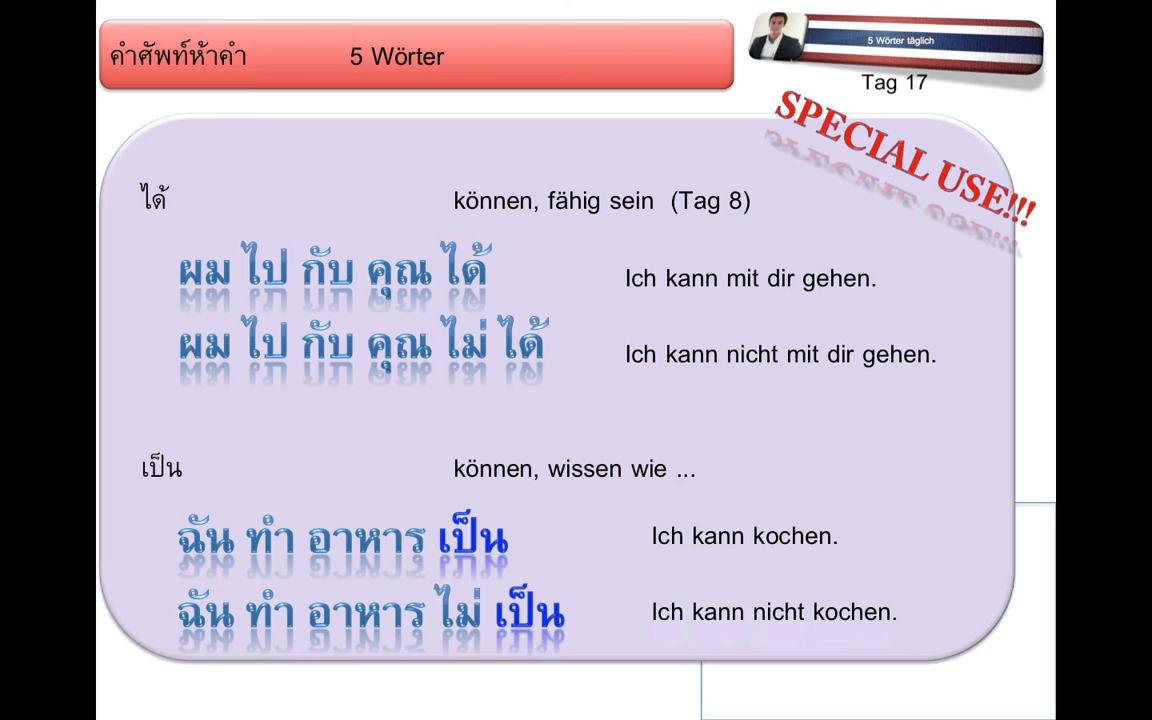 คำศัพท์ห้าคำ 5 Wörter
5 Wörter täglich
Tag 17
SPECIAL USE!!!
ได้ können, fähig sein (Tag 8)
ผม ไป กับ คุณ ได้ Ich kann mit dir gehen.
ผม ไป กับ คุณ ไม่ ได้ Ich kann nicht mit dir gehen.
เป็น können, wissen wie ...
ฉัน ทำ อาหาร เป็น Ich kann kochen.
ฉัน ทำ อาหาร ไม่ เป็น Ich kann nicht kochen.